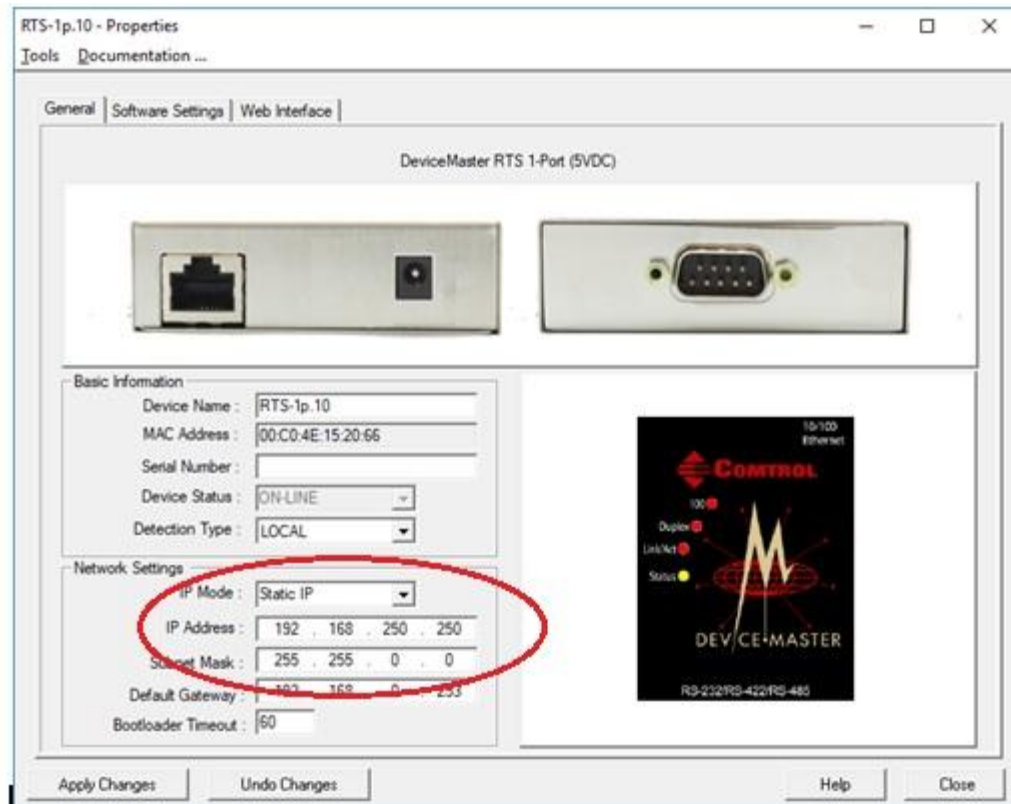 RTS-1p.10 - Properties
Tools Documentation ...
General Software Settings Web Interface
DeviceMaster RTS 1-Port (5VDC)
Basic Information
Device Name : RTS-1p.10
MAC Address : 00:C0:4E:15:20:66
Serial Number :
Device Status : ON-LINE
Detection Type : LOCAL
Network Settings
IP Mode : Static IP
IP Address : 192 . 168 . 250 . 250
Subnet Mask : 255 . 255 . 0 . 0
Default Gateway : 192 . 168 . 0 . 253
Bootloader Timeout : 60
10/100
Ethernet
COMTROL
100
Duplex
Link/Act
Status
DEVICE•MASTER
RS-232/RS-422/RS-485
Apply Changes Undo Changes Help Close